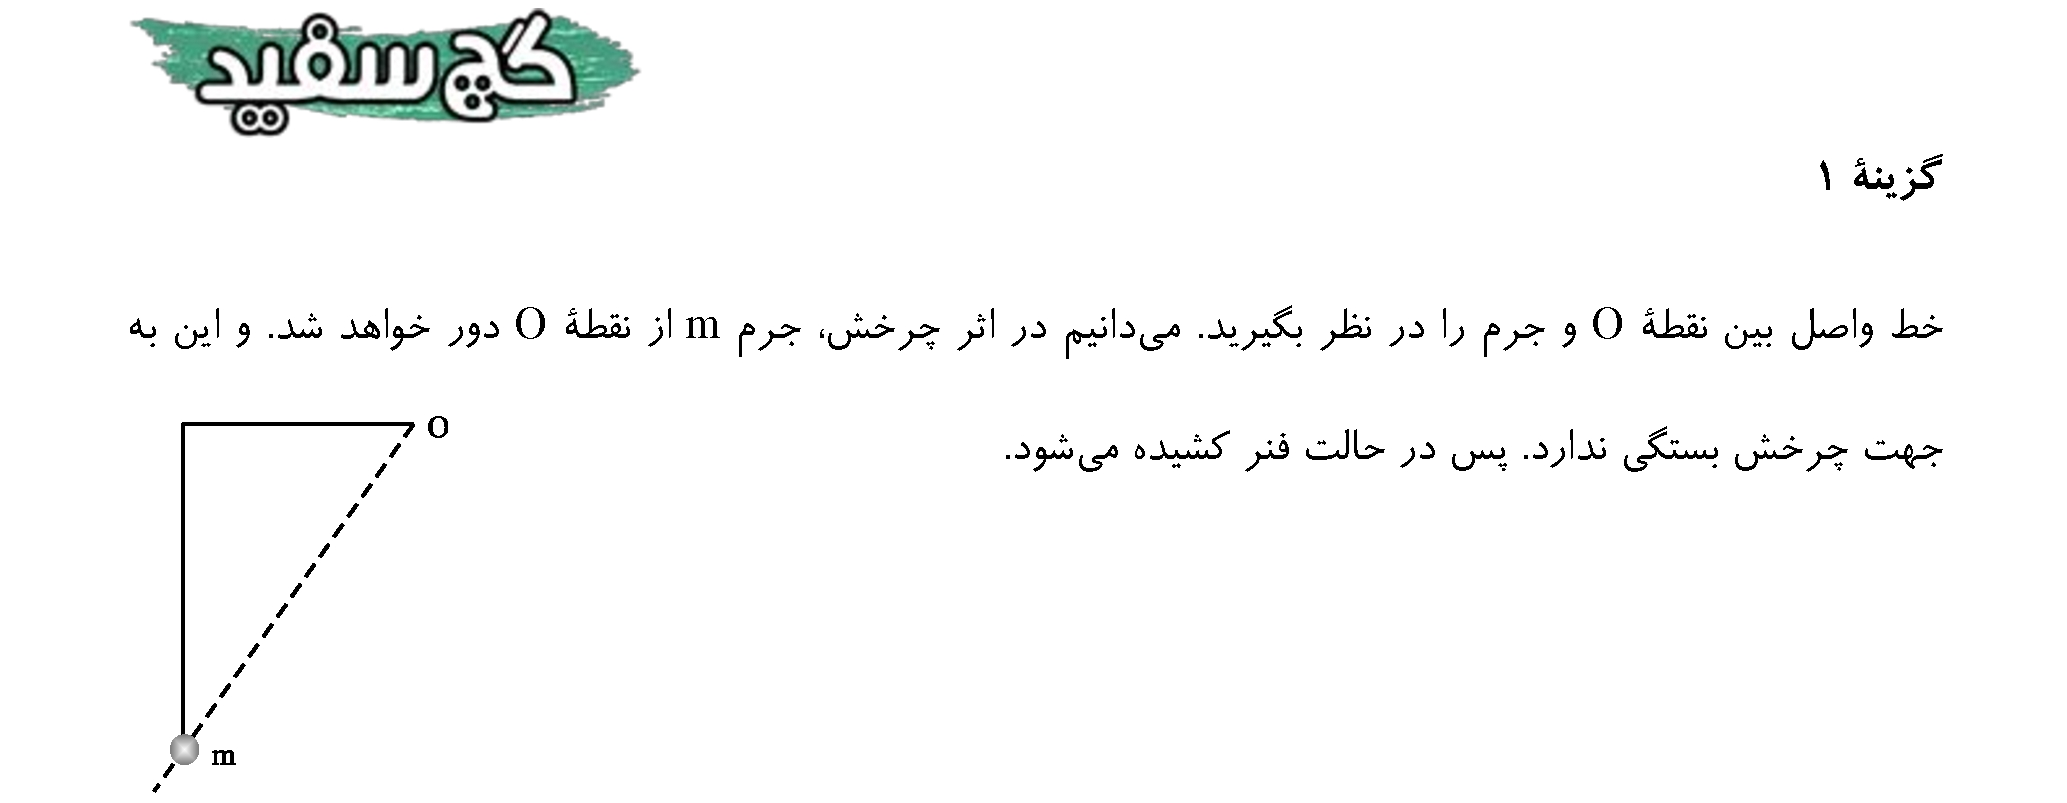 گچ سفید
گزینهٔ ۱
خط واصل بین نقطهٔ O و جرم را در نظر بگیرید. می‌دانیم در اثر چرخش، جرم m از نقطهٔ O دور خواهد شد. و این به
جهت چرخش بستگی ندارد. پس در حالت فنر کشیده می‌شود.
O
m